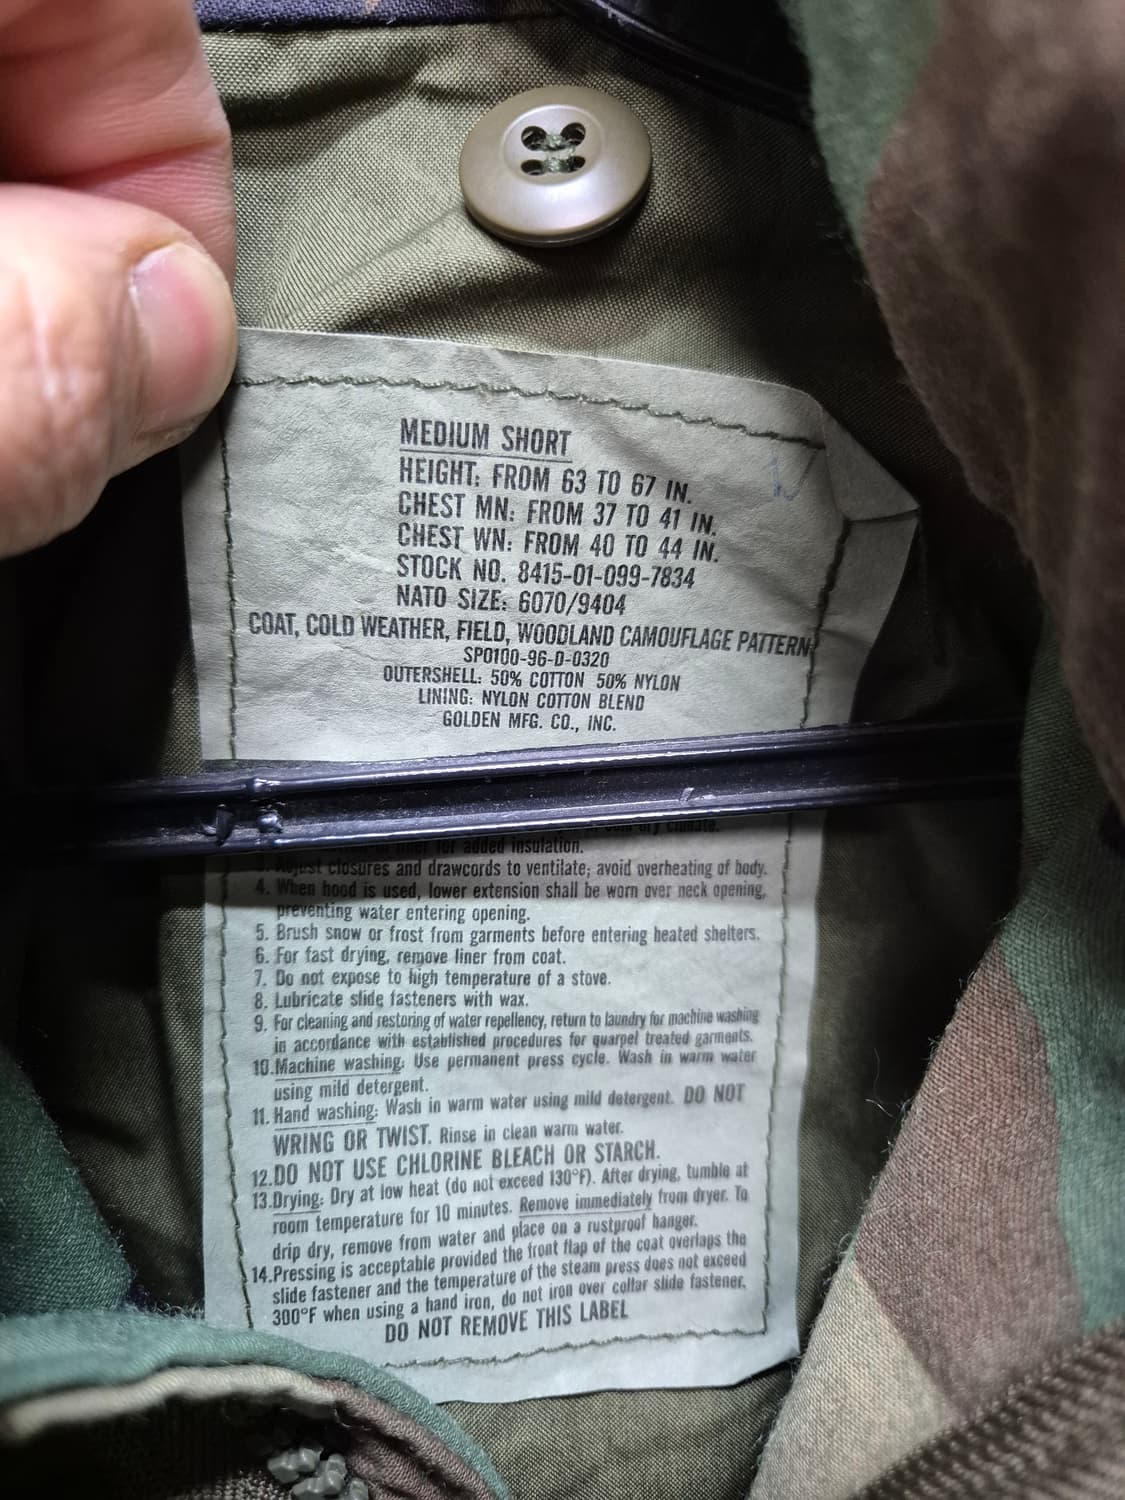 MEDIUM SHORT
HEIGHT: FROM 63 TO 67 IN.
CHEST MN: FROM 37 TO 41 IN.
CHEST WN: FROM 40 TO 44 IN.
STOCK NO. 8415-01-099-7834
NATO SIZE: 6070/9404
COAT, COLD WEATHER, FIELD, WOODLAND CAMOUFLAGE PATTERN
SPO100-96-D-0320
OUTERSHELL: 50% COTTON 50% NYLON
LINING: NYLON COTTON BLEND
GOLDEN MFG. CO., INC.
dry climate.
liner for added insulation.
3. Adjust closures and drawcords to ventilate; avoid overheating of body.
4. When hood is used, lower extension shall be worn over neck opening,
preventing water entering opening.
5. Brush snow or frost from garments before entering heated shelters.
6. For fast drying, remove liner from coat.
7. Do not expose to high temperature of a stove.
8. Lubricate slide fasteners with wax.
9. For cleaning and restoring of water repellency, return to laundry for machine washing
in accordance with established procedures for quarpel treated garments.
10.Machine washing: Use permanent press cycle. Wash in warm water
using mild detergent.
11. Hand washing: Wash in warm water using mild detergent. DO NOT
WRING OR TWIST. Rinse in clean warm water.
12.DO NOT USE CHLORINE BLEACH OR STARCH.
13.Drying: Dry at low heat (do not exceed 130°F). After drying, tumble at
room temperature for 10 minutes. Remove immediately from dryer. To
drip dry, remove from water and place on a rustproof hanger.
14.Pressing is acceptable provided the front flap of the coat overlaps the
slide fastener and the temperature of the steam press does not exceed
300°F when using a hand iron, do not iron over collar slide fastener.
DO NOT REMOVE THIS LABEL